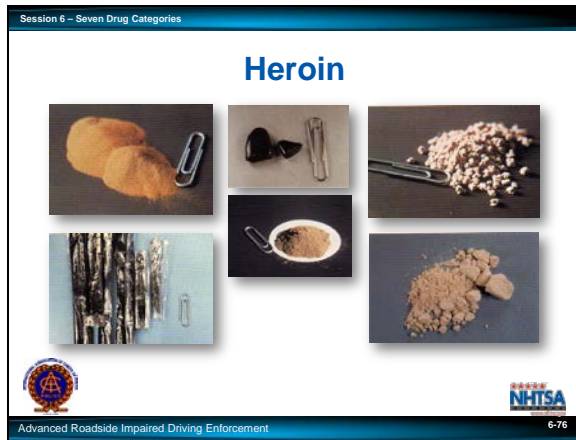 Session 6 – Seven Drug Categories
Heroin
NHTSA
Advanced Roadside Impaired Driving Enforcement
6-76